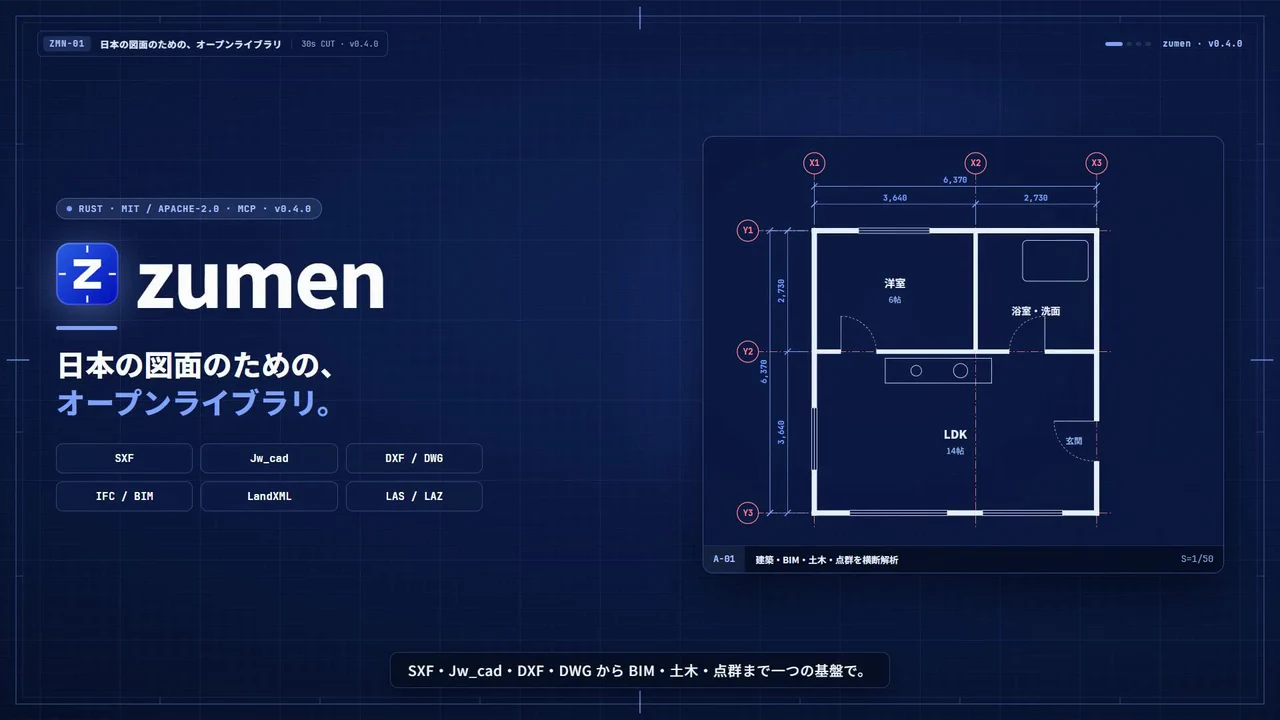 ZMN-01 日本の図面のための、オープンライブラリ 30s CUT · v0.4.0
zumen · v0.4.0
RUST · MIT / APACHE-2.0 · MCP · v0.4.0
Z zumen
日本の図面のための、
オープンライブラリ。
SXF Jw_cad DXF / DWG
IFC / BIM LandXML LAS / LAZ
X1 X2 X3
6,370
3,640 2,730
Y1
2,730
洋室
6帖
浴室・洗面
Y2
6,370
3,640
LDK
14帖
玄関
Y3
A-01 建築・BIM・土木・点群を横断解析 S=1/50
SXF・Jw_cad・DXF・DWG から BIM・土木・点群まで一つの基盤で。